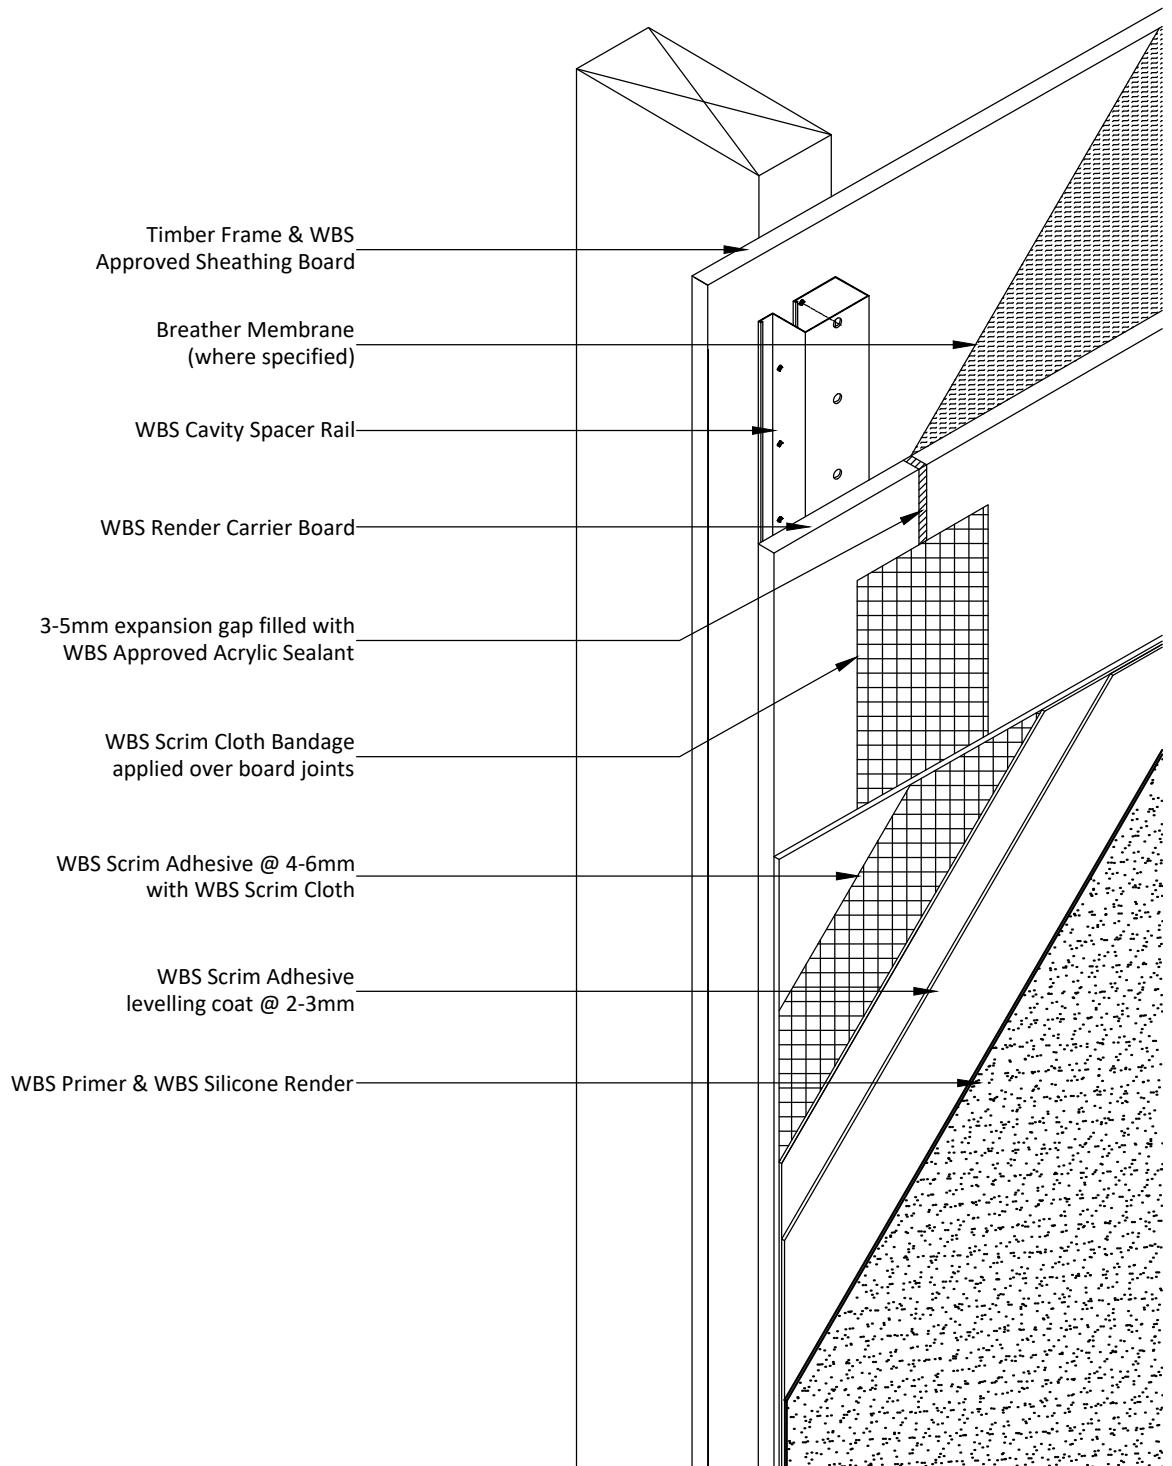 Timber Frame & WBS
Approved Sheathing Board
Breather Membrane
(where specified)
WBS Cavity Spacer Rail
WBS Render Carrier Board
3-5mm expansion gap filled with
WBS Approved Acrylic Sealant
WBS Scrim Cloth Bandage
applied over board joints
WBS Scrim Adhesive @ 4-6mm
with WBS Scrim Cloth
WBS Scrim Adhesive
levelling coat @ 2-3mm
WBS Primer & WBS Silicone Render